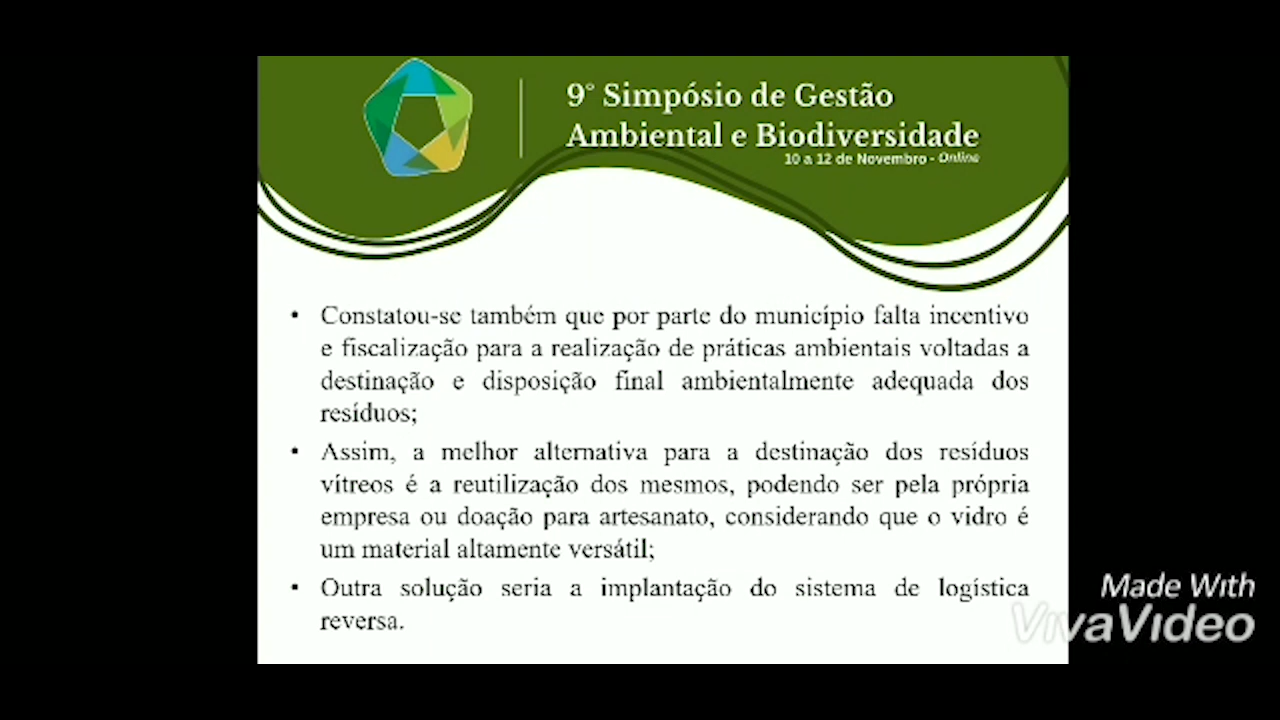 9° Simpósio de Gestão
Ambiental e Biodiversidade
10 a 12 de Novembro - Online
• Constatou-se também que por parte do município falta incentivo
e fiscalização para a realização de práticas ambientais voltadas a
destinação e disposição final ambientalmente adequada dos
resíduos;
• Assim, a melhor alternativa para a destinação dos resíduos
vítreos é a reutilização dos mesmos, podendo ser pela própria
empresa ou doação para artesanato, considerando que o vidro é
um material altamente versátil;
• Outra solução seria a implantação do sistema de logística
reversa.
Made With
VivaVideo